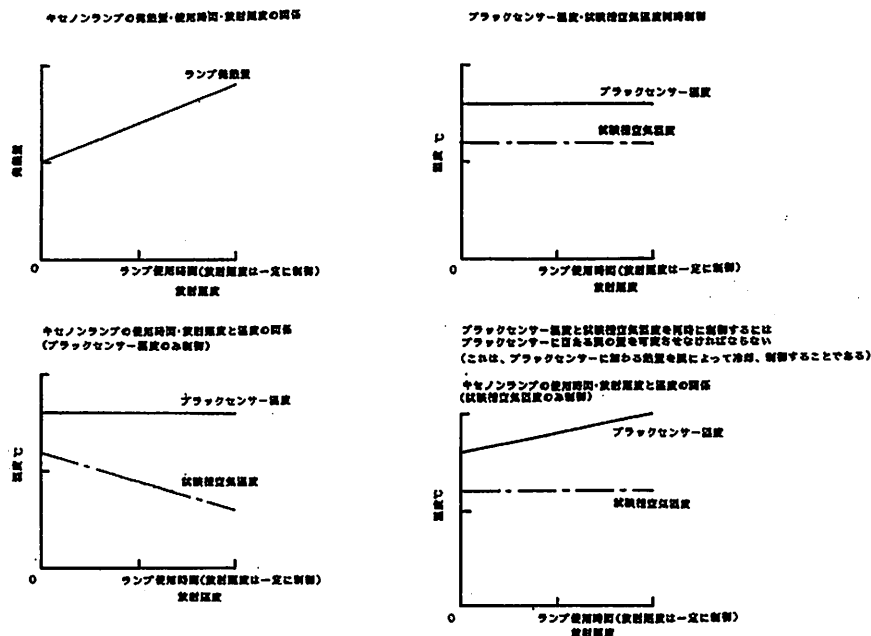 キセノンランプの発熱量・使用時間・放射照度の関係
ランプ発熱量
発熱量
0
ランプ使用時間(放射照度は一定に制御)
放射照度
ブラックセンサー温度・試験槽空気温度同時制御
ブラックセンサー温度
試験槽空気温度
温度 ℃
0
ランプ使用時間(放射照度は一定に制御)
放射照度
キセノンランプの使用時間・放射照度と温度の関係
(ブラックセンサー温度のみ制御)
ブラックセンサー温度
試験槽空気温度
温度℃
0
ランプ使用時間(放射照度は一定に制御)
放射照度
ブラックセンサー温度と試験槽空気温度を同時に制御するには
ブラックセンサーに当る風の量を可変させなければならない
(これは、ブラックセンサーに加わる熱量を風によって冷却、制御することである)
キセノンランプの使用時間・放射照度と温度の関係
(試験槽空気温度のみ制御)
ブラックセンサー温度
試験槽空気温度
温度℃
0
ランプ使用時間(放射照度は一定に制御)
放射照度